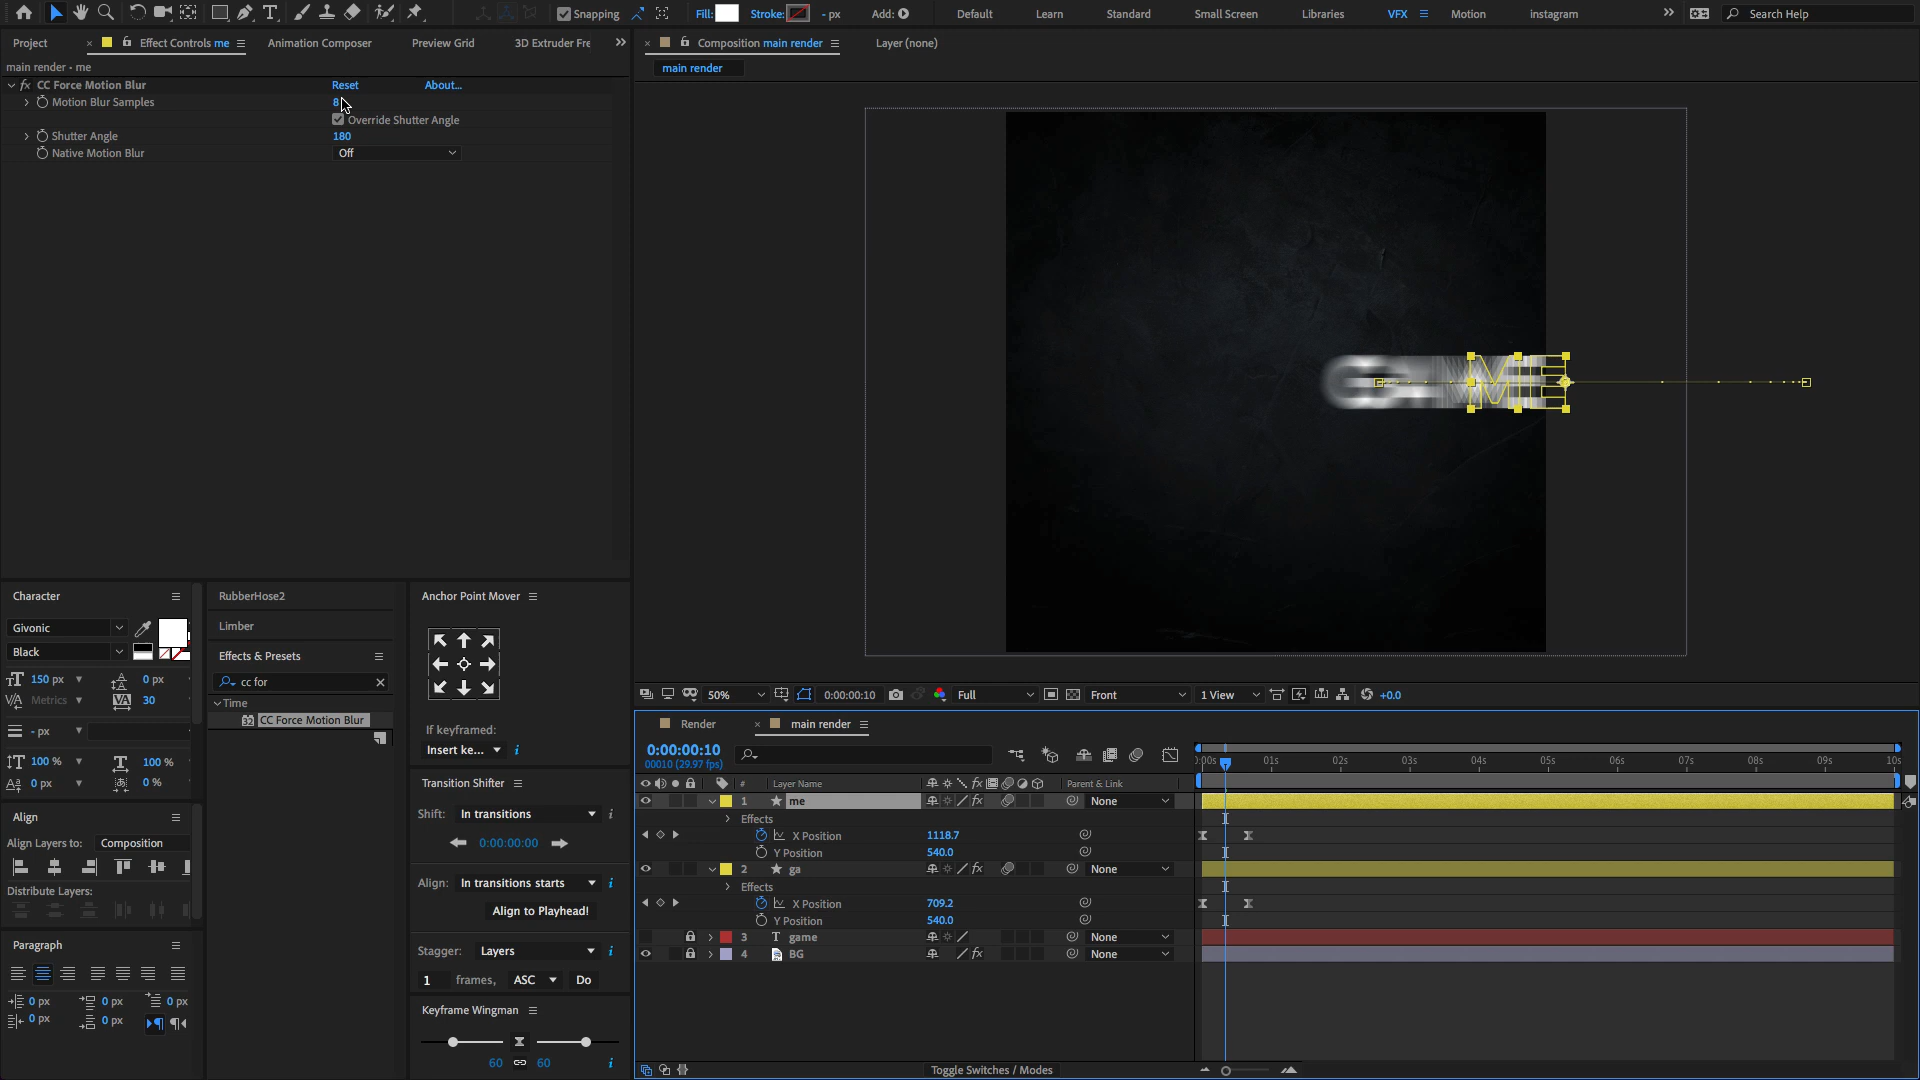 Snapping
Fill:
Stroke:
- px
Add:
Default
Learn
Standard
Small Screen
Libraries
VFX
Motion
instagram
Search Help
Project
Effect Controls me
Animation Composer
Preview Grid
3D Extruder Fre
Composition main render
Layer (none)
main render • me
main render
fx CC Force Motion Blur
Reset
About...
Motion Blur Samples
8
Override Shutter Angle
Shutter Angle
180
Native Motion Blur
Off
ME
50%
0:00:00:10
Full
Front
1 View
+0.0
Character
Givonic
Black
150 px
0 px
Metrics
30
- px
100 %
100 %
0 px
0 %
Align
Align Layers to:
Composition
Distribute Layers:
Paragraph
0 px
0 px
0 px
0 px
0 px
RubberHose2
Limber
Effects & Presets
cc for
Time
32
CC Force Motion Blur
Anchor Point Mover
If keyframed:
Insert ke...
Transition Shifter
Shift:
In transitions
0:00:00:00
Align:
In transitions starts
Align to Playhead!
Stagger:
Layers
1
frames,
ASC
Do
Keyframe Wingman
60
60
Render
main render
0:00:00:10
00010 (29.97 fps)
#
Layer Name
fx
Parent & Link
1
me
fx
None
Effects
X Position
1118.7
Y Position
540.0
2
ga
fx
None
Effects
X Position
709.2
Y Position
540.0
3
T
game
None
4
BG
fx
None
):00s
01s
02s
03s
04s
05s
06s
07s
08s
09s
10s
Toggle Switches / Modes